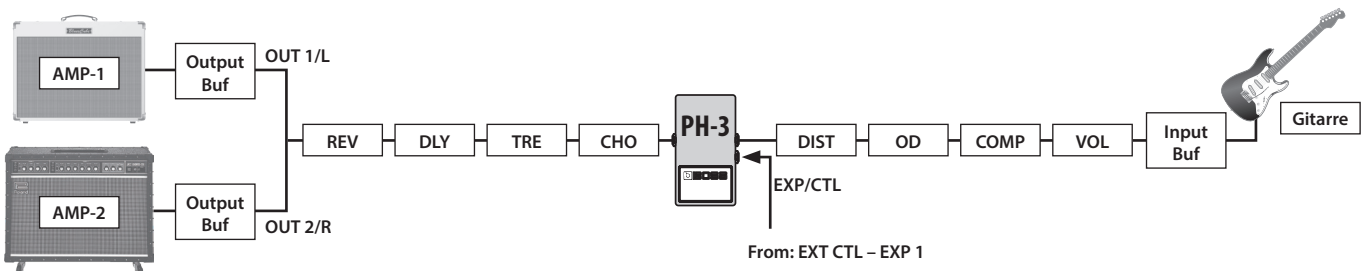 AMP-1
Output
Buf
OUT 1/L
REV
DLY
TRE
CHO
PH-3
BOSS
DIST
OD
COMP
VOL
Input
Buf
Gitarre
EXP/CTL
From: EXT CTL – EXP 1
AMP-2
Output
Buf
OUT 2/R